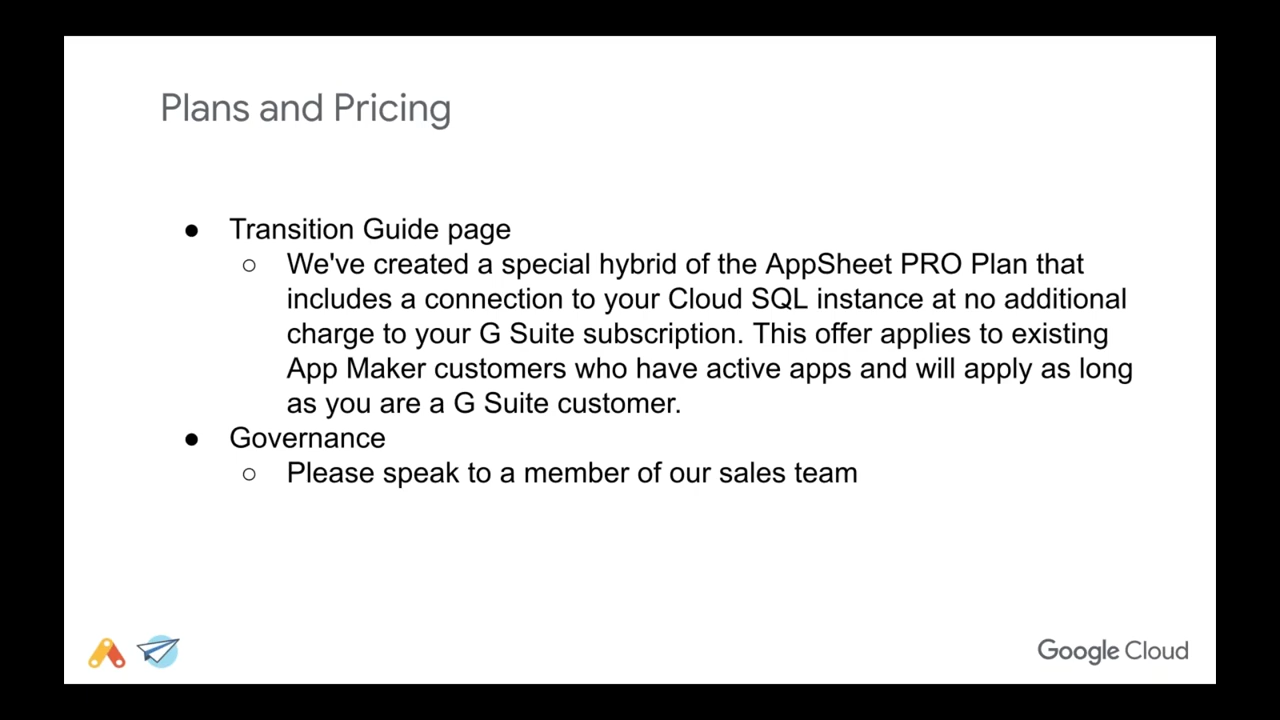 Plans and Pricing
● Transition Guide page
○ We've created a special hybrid of the AppSheet PRO Plan that
includes a connection to your Cloud SQL instance at no additional
charge to your G Suite subscription. This offer applies to existing
App Maker customers who have active apps and will apply as long
as you are a G Suite customer.
● Governance
○ Please speak to a member of our sales team
Google Cloud